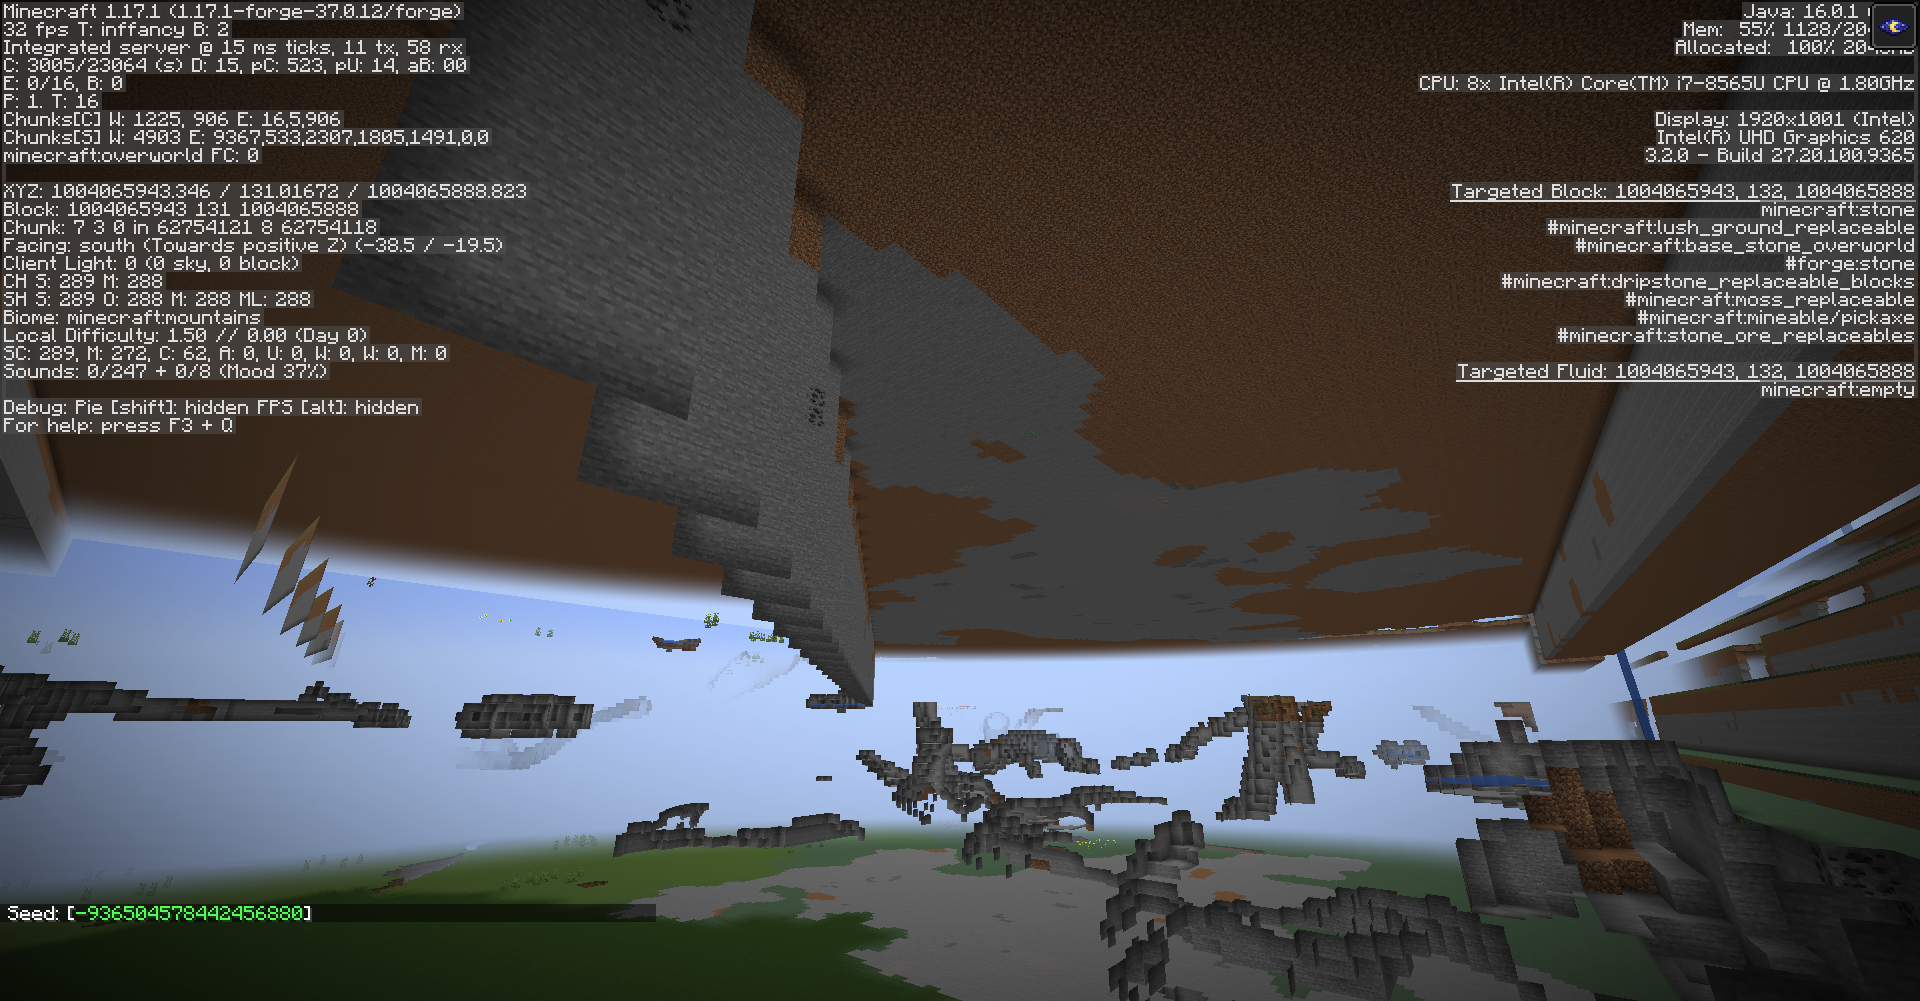 Minecraft 1.17.1 (1.17.1-forge-37.0.12/forge)
32 fps T: inffancy B: 2
Integrated server @ 15 ms ticks, 11 tx, 58 rx
C: 3005/23064 (s) D: 15, pC: 523, pU: 14, aB: 00
E: 0/16, B: 0
P: 1. T: 16
Chunks[C] W: 1225, 906 E: 16,5,906
Chunks[S] W: 4903 E: 9367,533,2307,1805,1491,0,0
minecraft:overworld FC: 0
XYZ: 1004065943.346 / 131.01672 / 1004065888.823
Block: 1004065943 131 1004065888
Chunk: 7 3 0 in 62754121 8 62754118
Facing: south (Towards positive Z) (-38.5 / -19.5)
Client Light: 0 (0 sky, 0 block)
CH S: 289 M: 288
SH S: 289 O: 288 M: 288 ML: 288
Biome: minecraft:mountains
Local Difficulty: 1.50 // 0.00 (Day 0)
SC: 289, M: 272, C: 62, A: 0, U: 0, W: 0, W: 0, M: 0
Sounds: 0/247 + 0/8 (Mood 37%)
Debug: Pie [shift]: hidden FPS [alt]: hidden
For help: press F3 + Q
Java: 16.0.1
Mem: 55% 1128/20
Allocated: 100% 20
CPU: 8x Intel(R) Core(TM) i7-8565U CPU @ 1.80GHz
Display: 1920x1001 (Intel)
Intel(R) UHD Graphics 620
3.2.0 - Build 27.20.100.9365
Targeted Block: 1004065943, 132, 1004065888
minecraft:stone
#minecraft:lush_ground_replaceable
#minecraft:base_stone_overworld
#forge:stone
#minecraft:dripstone_replaceable_blocks
#minecraft:moss_replaceable
#minecraft:mineable/pickaxe
#minecraft:stone_ore_replaceables
Targeted Fluid: 1004065943, 132, 1004065888
minecraft:empty
Seed: [-936504578442456880]